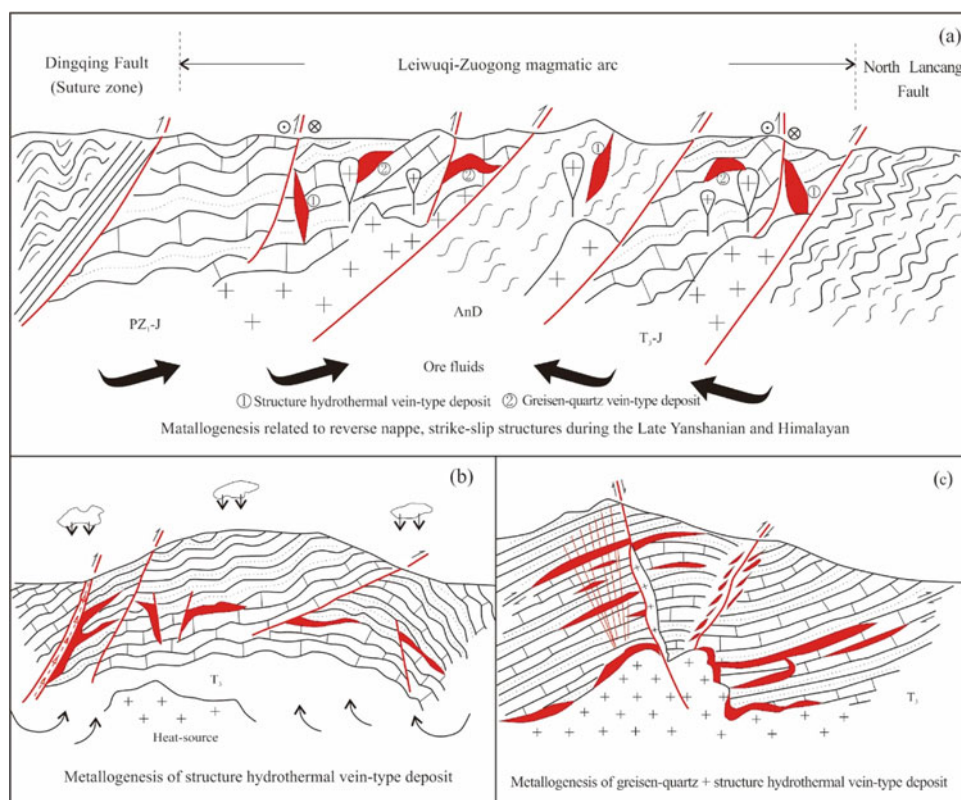 (a)
Dingqing Fault
(Suture zone)
Leiwuqi-Zuogong magmatic arc
North Lancang
Fault
①
②
②
①
②
①
PZ₁-J
AnD
T₃-J
Ore fluids
① Structure hydrothermal vein-type deposit ② Greisen-quartz vein-type deposit
Matallogenesis related to reverse nappe, strike-slip structures during the Late Yanshanian and Himalayan
(b)
T₃
Heat-source
Metallogenesis of structure hydrothermal vein-type deposit
(c)
T₃
Metallogenesis of greisen-quartz + structure hydrothermal vein-type deposit